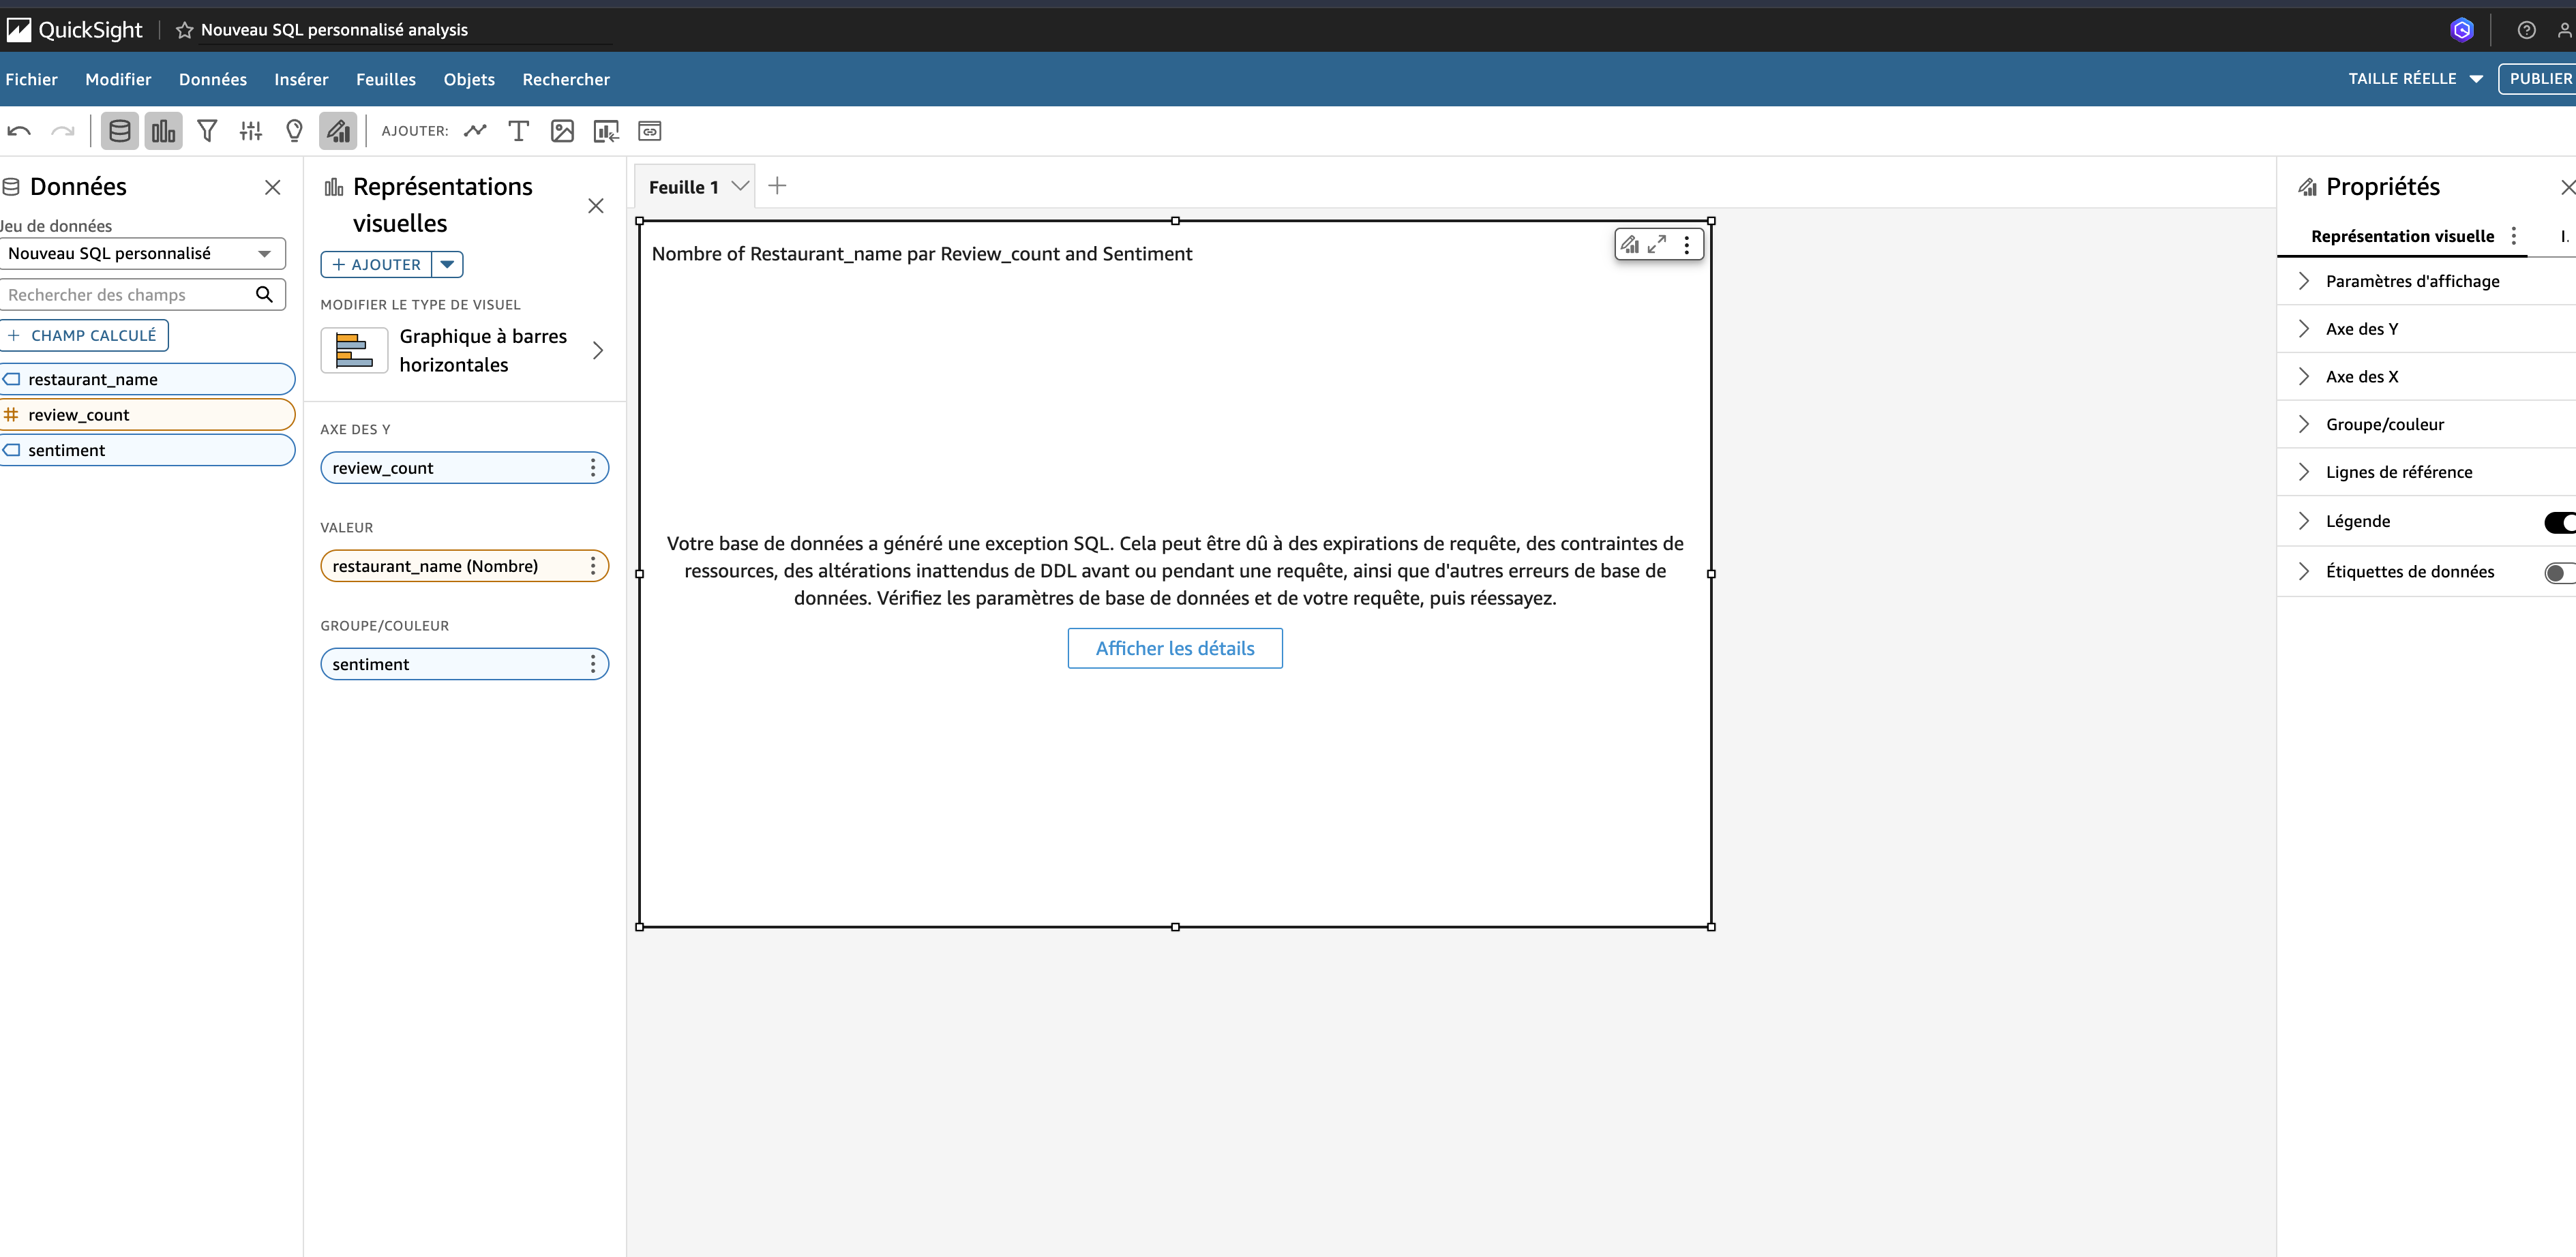 QuickSight
Nouveau SQL personnalisé analysis
Fichier Modifier Données Insérer Feuilles Objets Rechercher
TAILLE RÉELLE
PUBLIER
AJOUTER:
Données
Jeu de données
Nouveau SQL personnalisé
Rechercher des champs
CHAMP CALCULÉ
restaurant_name
review_count
sentiment
Représentations
visuelles
AJOUTER
MODIFIER LE TYPE DE VISUEL
Graphique à barres
horizontales
AXE DES Y
review_count
VALEUR
restaurant_name (Nombre)
GROUPE/COULEUR
sentiment
Feuille 1
Nombre of Restaurant_name par Review_count and Sentiment
Votre base de données a généré une exception SQL. Cela peut être dû à des expirations de requête, des contraintes de
ressources, des altérations inattendus de DDL avant ou pendant une requête, ainsi que d'autres erreurs de base de
données. Vérifiez les paramètres de base de données et de votre requête, puis réessayez.
Afficher les détails
Propriétés
Représentation visuelle
Paramètres d'affichage
Axe des Y
Axe des X
Groupe/couleur
Lignes de référence
Légende
Étiquettes de données